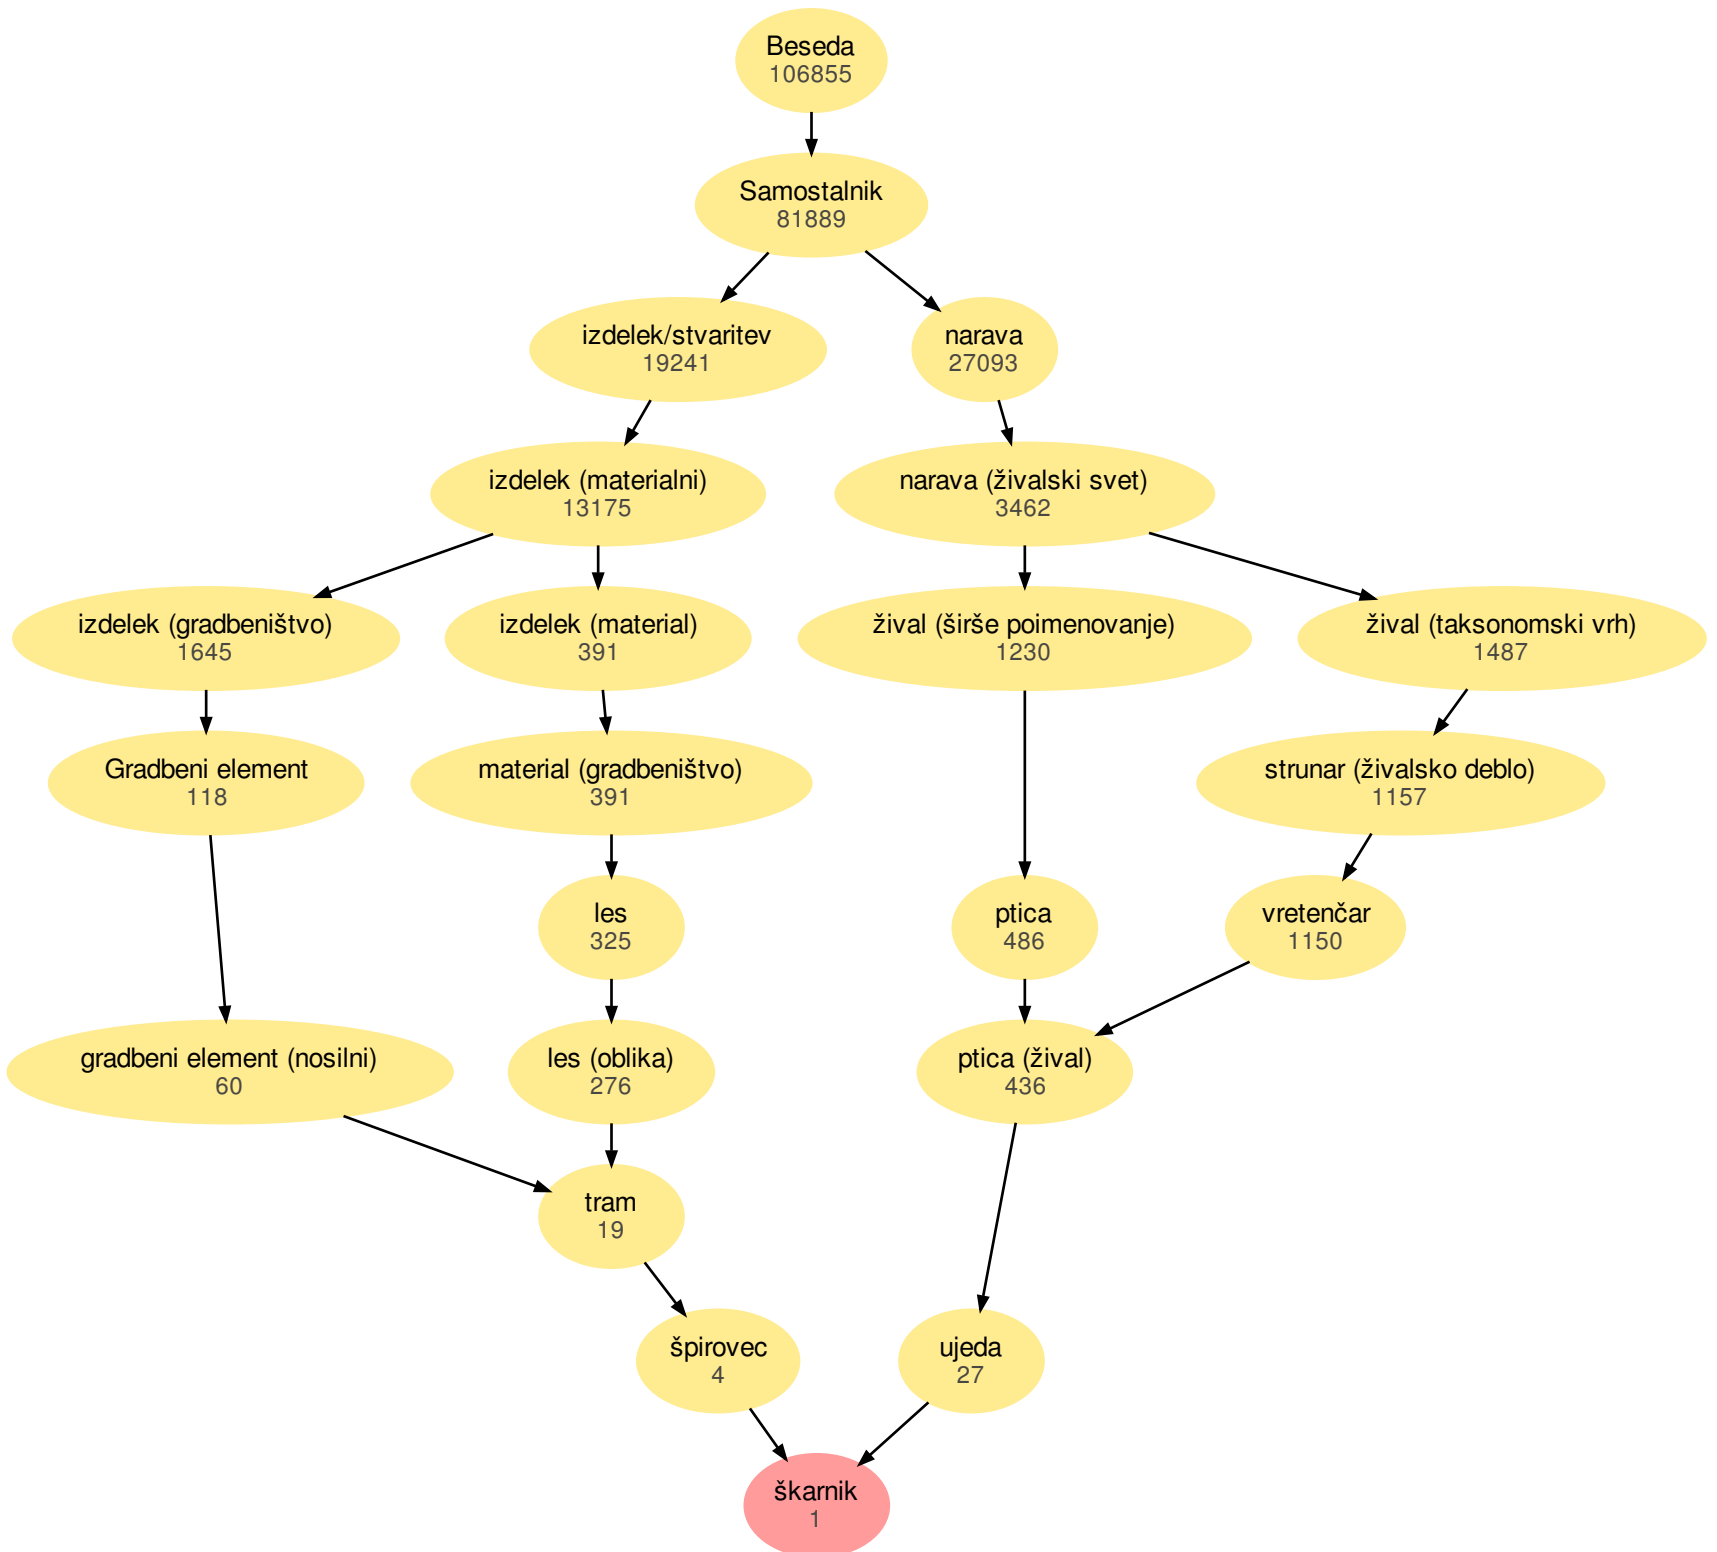 Beseda
106855
Samostalnik
81889
izdelek/stvaritev
19241
narava
27093
izdelek (materialni)
13175
narava (živalski svet)
3462
izdelek (gradbeništvo)
1645
izdelek (material)
391
žival (širše poimenovanje)
1230
žival (taksonomski vrh)
1487
Gradbeni element
118
material (gradbeništvo)
391
strunar (živalsko deblo)
1157
les
325
ptica
486
vretenčar
1150
gradbeni element (nosilni)
60
les (oblika)
276
ptica (žival)
436
tram
19
špirovec
4
ujeda
27
škarnik
1